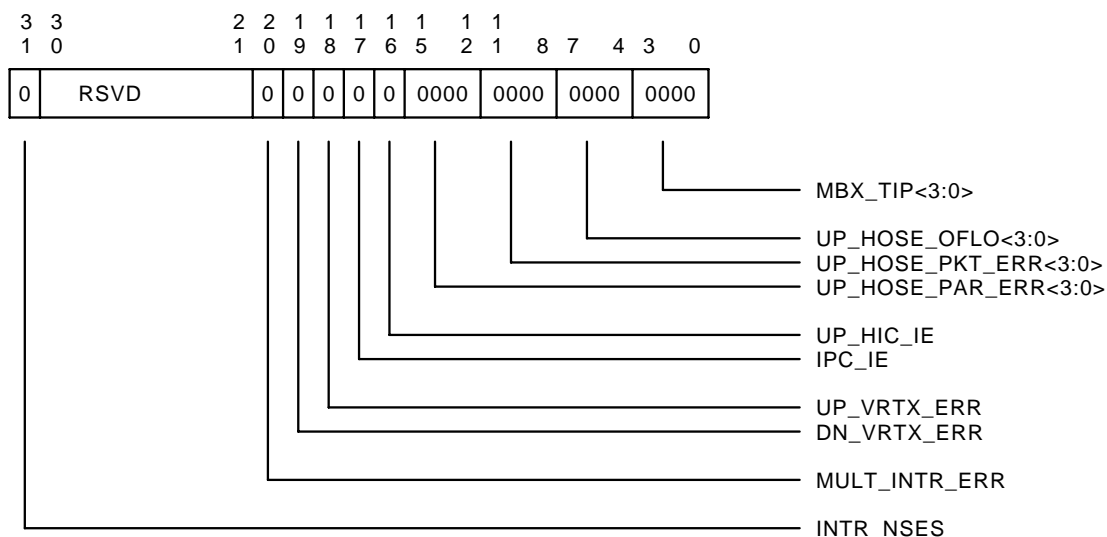 3 3 2 2 1 1 1 1 1 1 1
1 0 1 0 9 8 7 6 5 2 1 8 7 4 3 0
0 RSVD 0 0 0 0 0 0000 0000 0000 0000
MBX_TIP<3:0>
UP_HOSE_OFLO<3:0>
UP_HOSE_PKT_ERR<3:0>
UP_HOSE_PAR_ERR<3:0>
UP_HIC_IE
IPC_IE
UP_VRTX_ERR
DN_VRTX_ERR
MULT_INTR_ERR
INTR_NSES